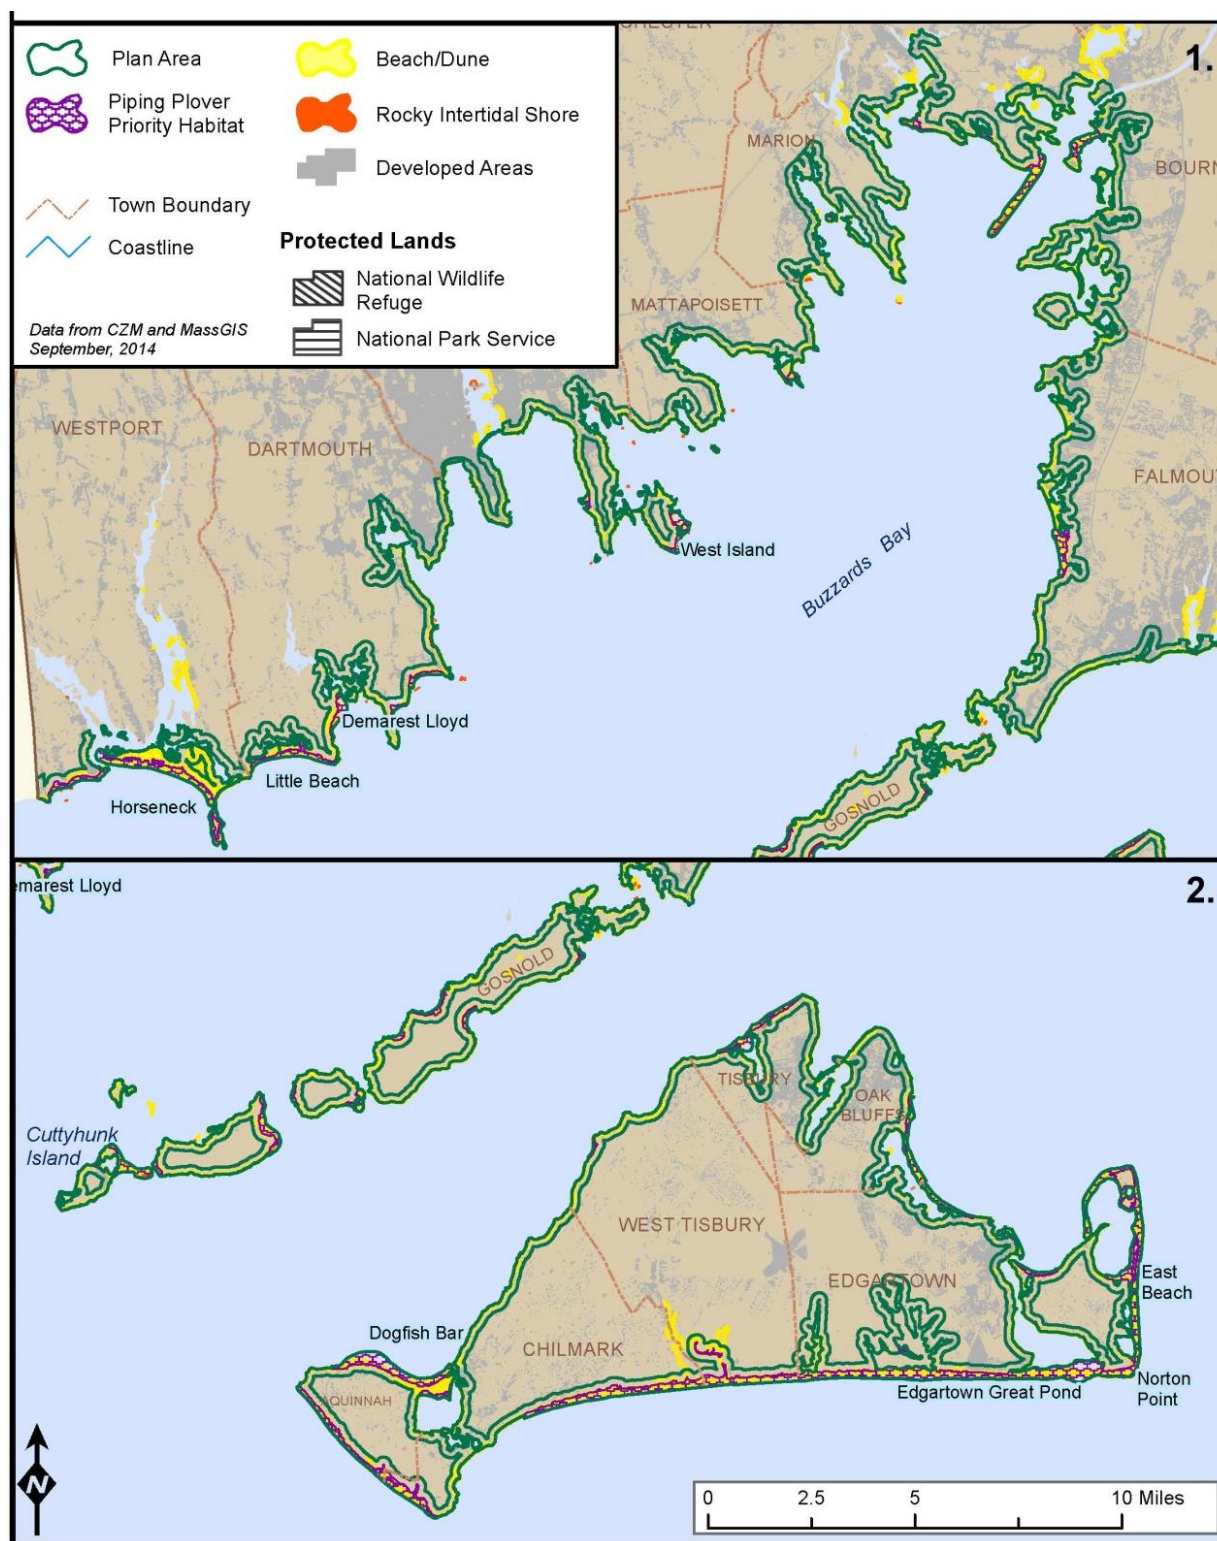 CHESTER
1.
Plan Area
Piping Plover
Priority Habitat
Town Boundary
Coastline
Data from CZM and MassGIS
September, 2014
Beach/Dune
Rocky Intertidal Shore
Developed Areas
Protected Lands
National Wildlife
Refuge
National Park Service
MARION
BOURN
MATTAPOISETT
WESTPORT
DARTMOUTH
FALMOUT
West Island
Buzzards Bay
Demarest Lloyd
Little Beach
Horseneck
GOSNOLD
2.
emarest Lloyd
GOSNOLD
TISBURY
OAK
BLUFFS
Cuttyhunk
Island
WEST TISBURY
EDGARTOWN
East
Beach
Dogfish Bar
CHILMARK
AQUINNAH
Edgartown Great Pond
Norton
Point
N
0 2.5 5 10 Miles